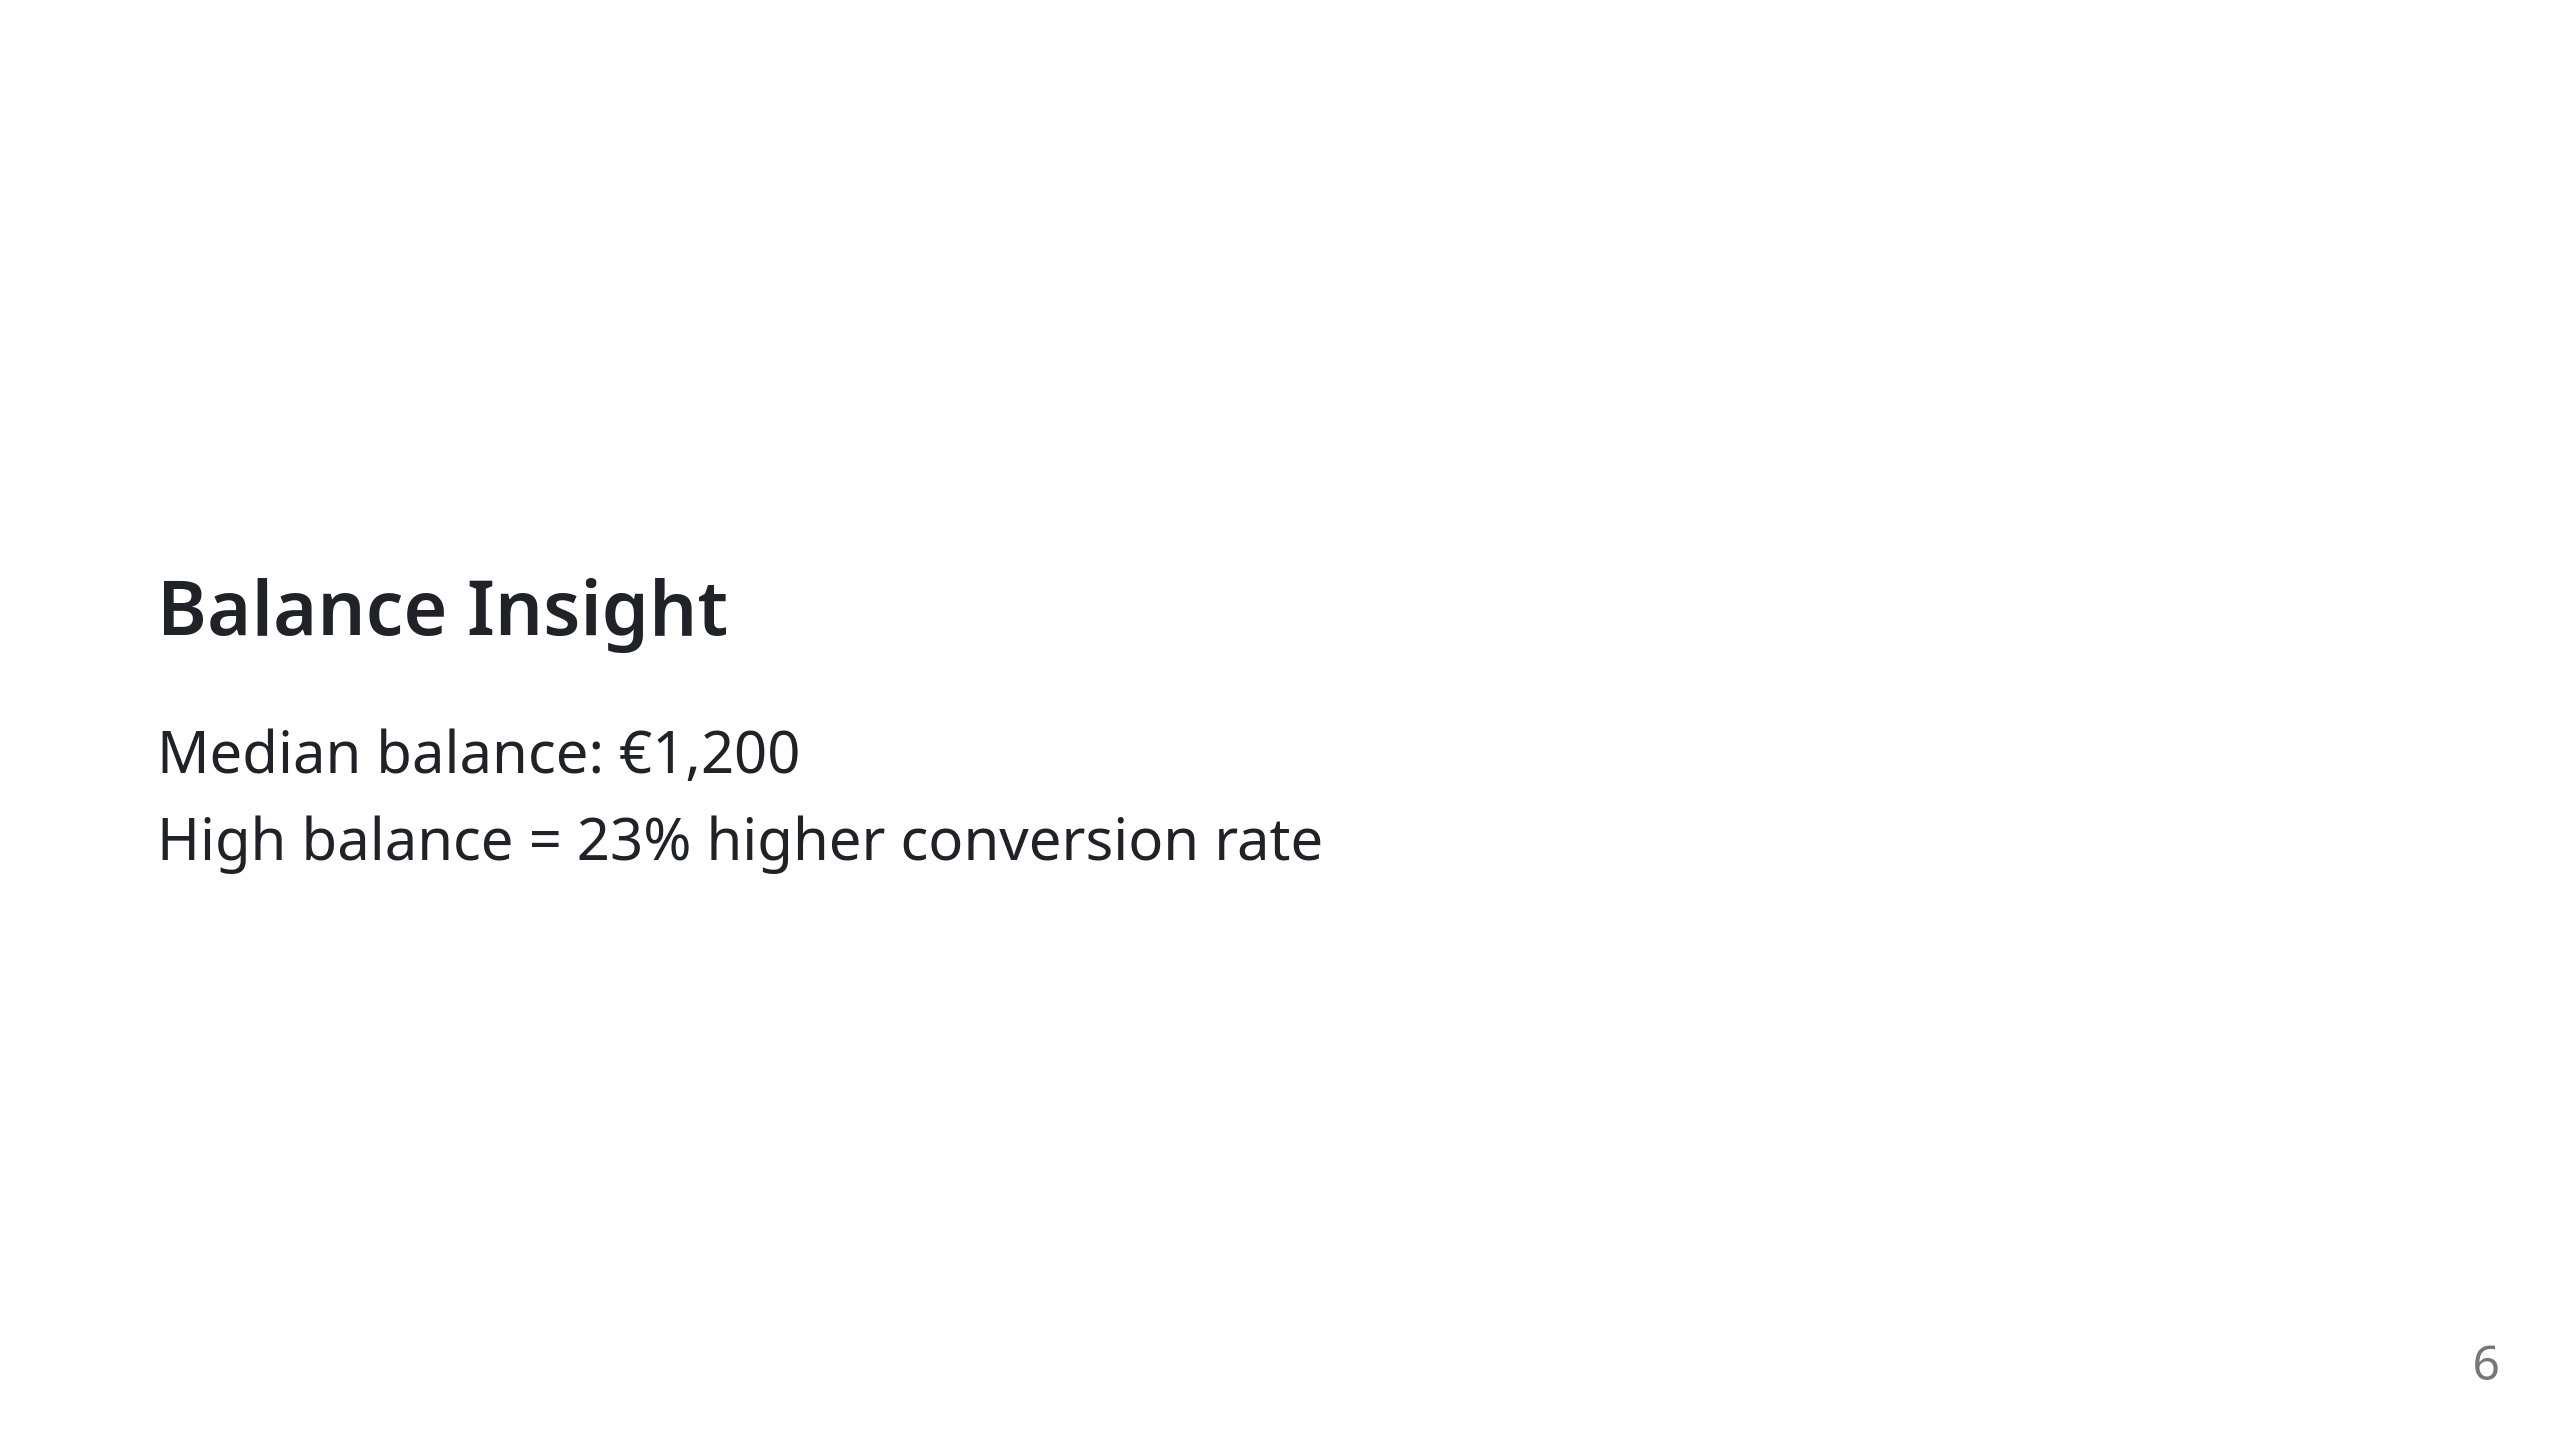 Balance Insight
Median balance: €1,200
High balance = 23% higher conversion rate
6